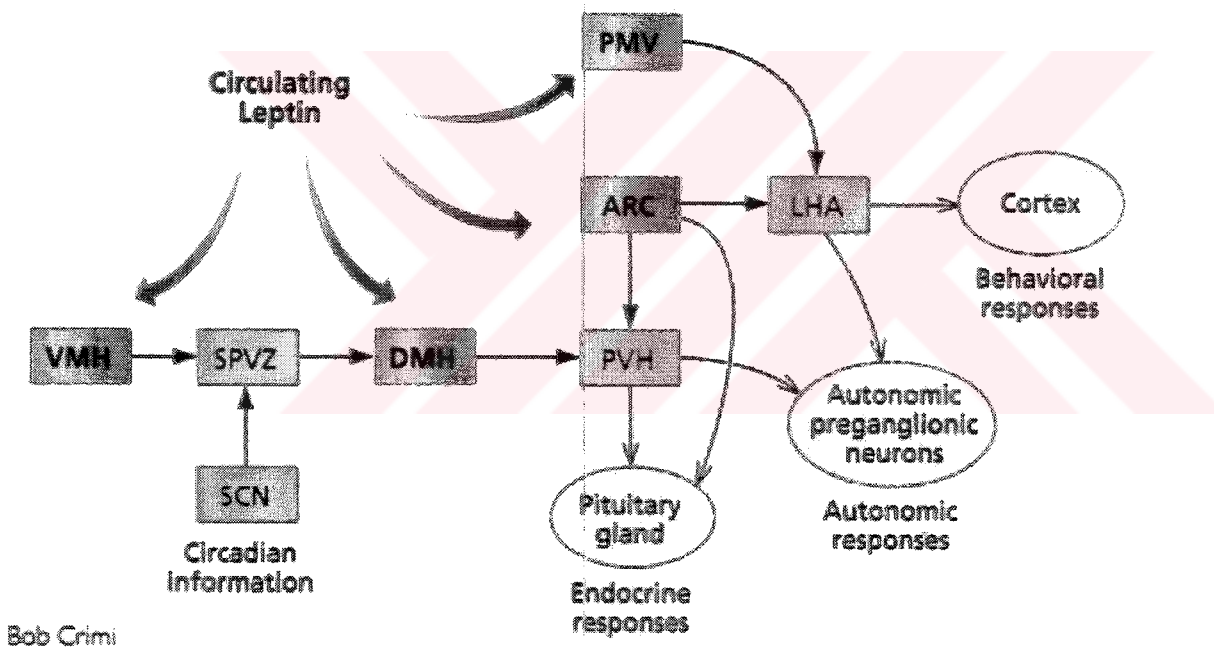 PMV
Circulating
Leptin
ARC
LHA
Cortex
Behavioral
responses
VMH
SPVZ
DMH
PVH
Autonomic
preganglionic
neurons
SCN
Pituitary
gland
Autonomic
responses
Circadian
information
Endocrine
responses
Bob Crimi